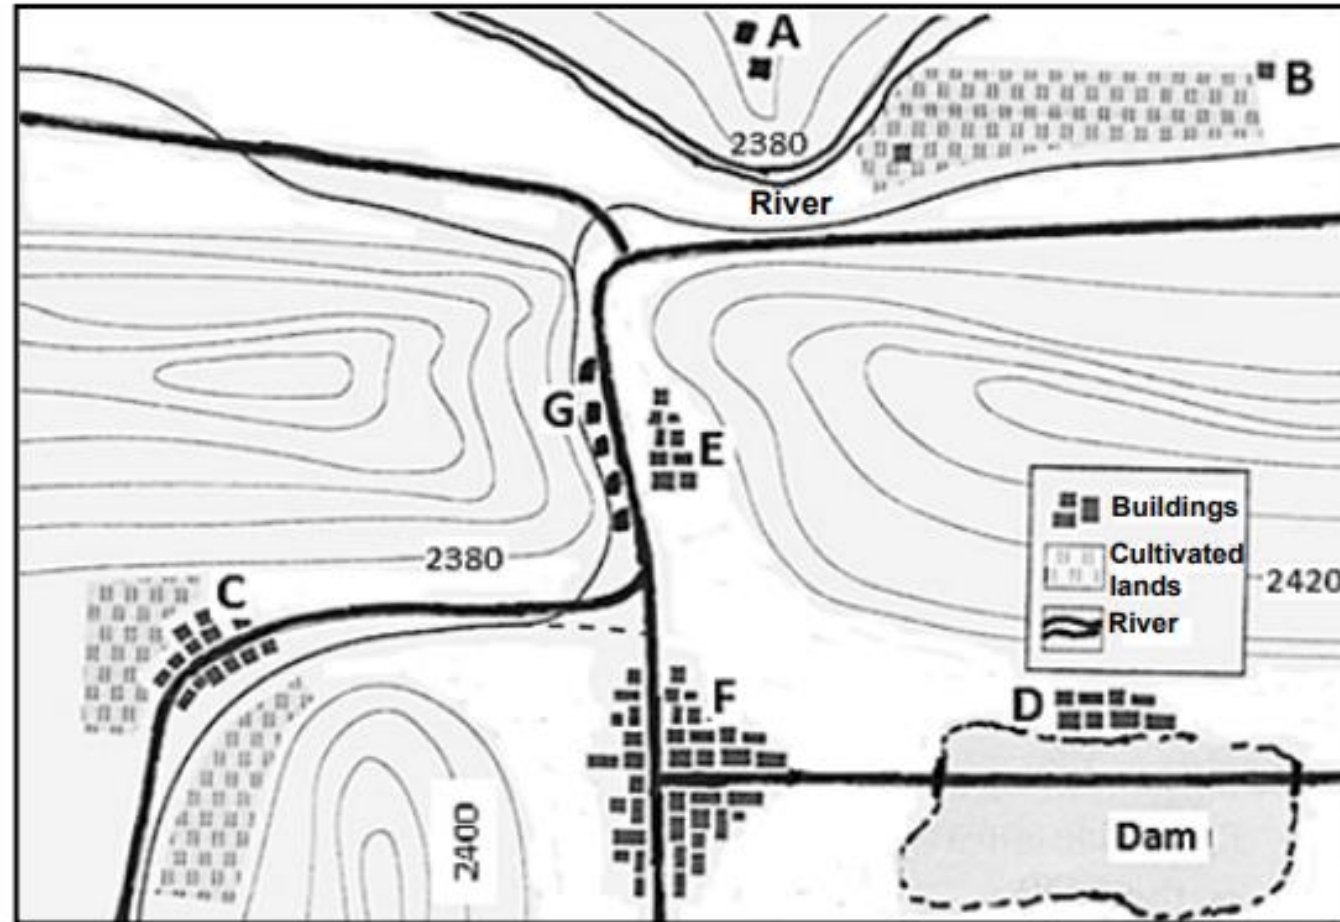 A
B
2380
River
G
E
Buildings
Cultivated
lands
2420
River
2380
C
F
D
2400
Dam